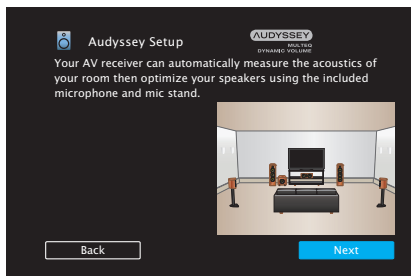 Audyssey Setup
AUDYSSEY
MULTEQ
DYNAMIC VOLUME
Your AV receiver can automatically measure the acoustics of
your room then optimize your speakers using the included
microphone and mic stand.
Back
Next